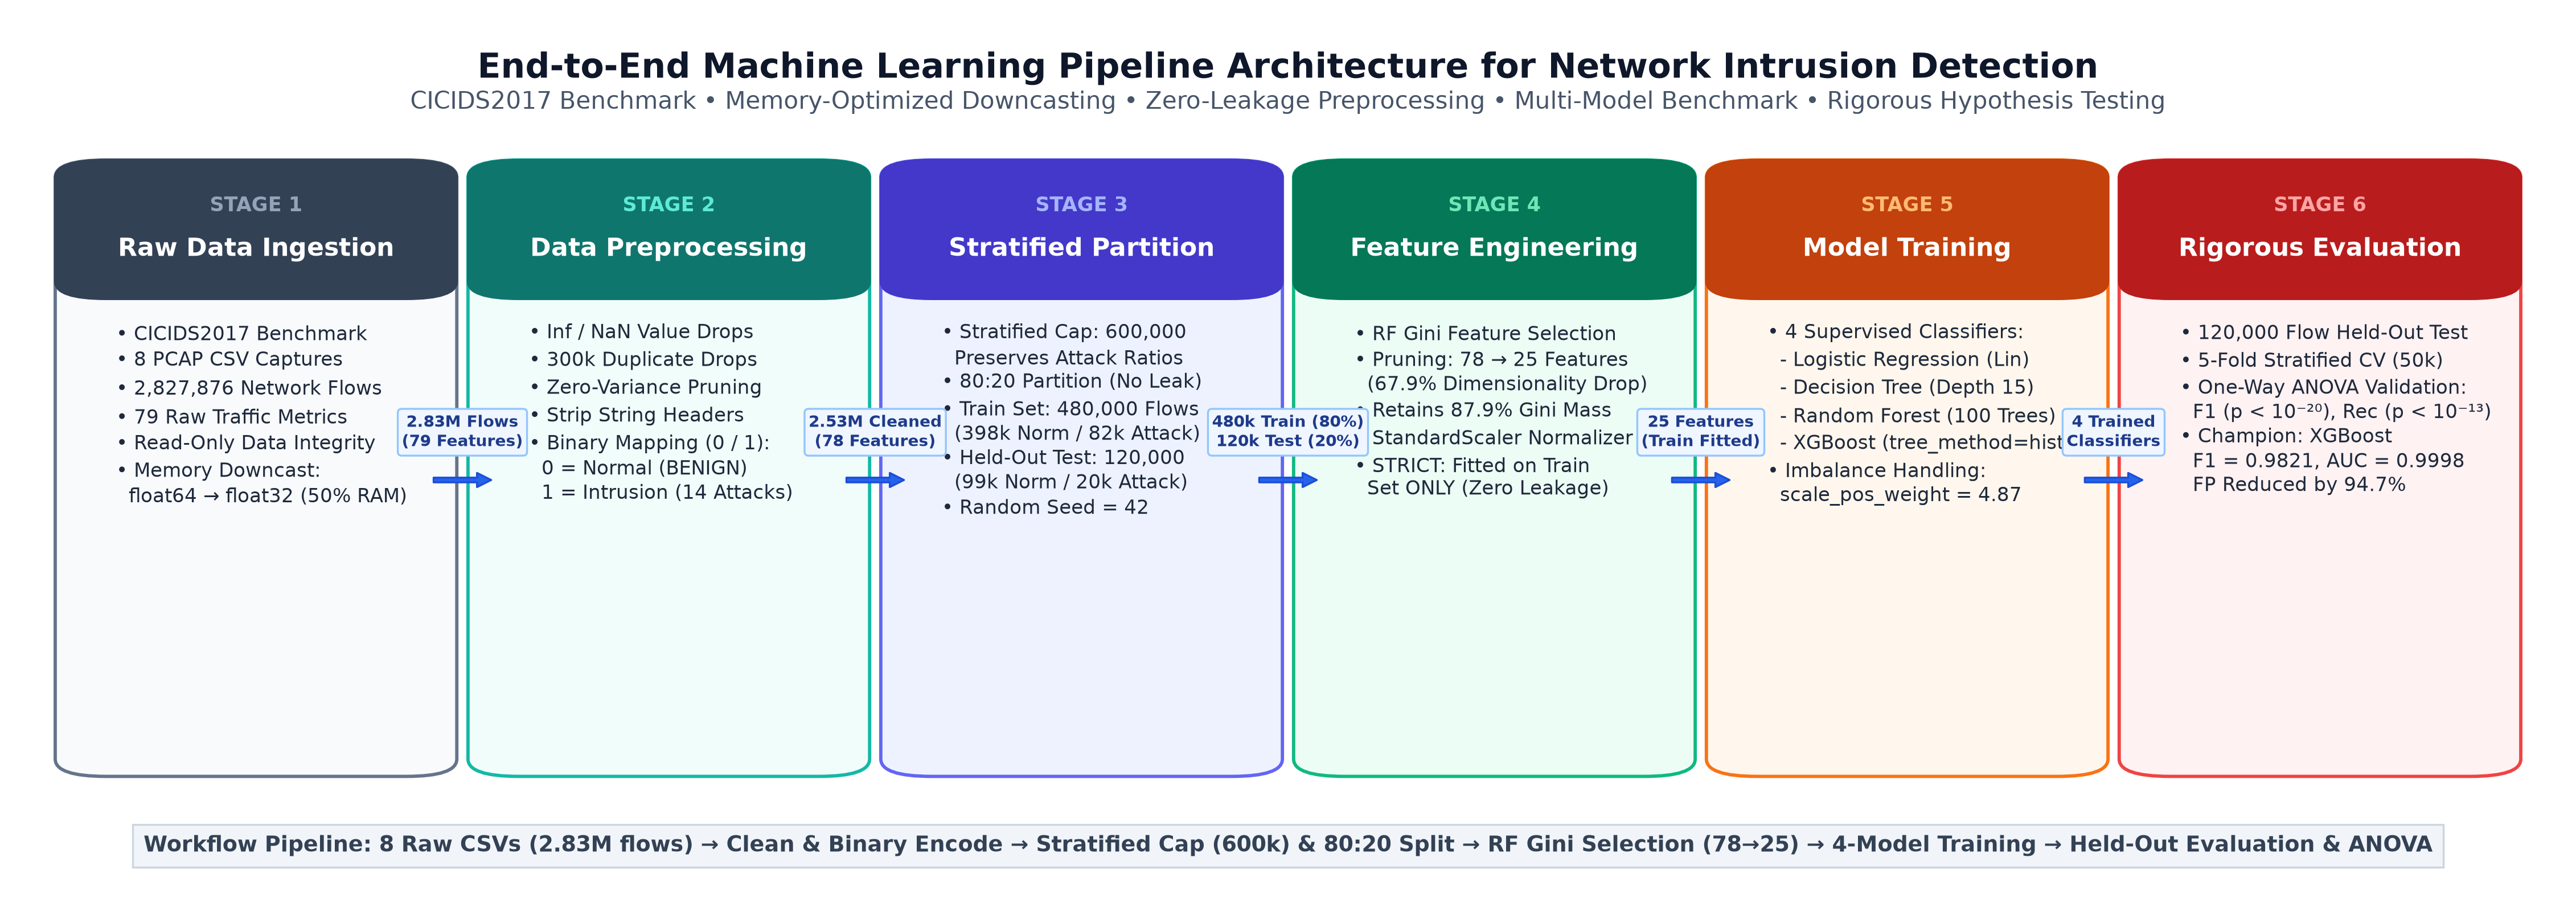 End-to-End Machine Learning Pipeline Architecture for Network Intrusion Detection
CICIDS2017 Benchmark • Memory-Optimized Downcasting • Zero-Leakage Preprocessing • Multi-Model Benchmark • Rigorous Hypothesis Testing
STAGE 1
Raw Data Ingestion
• CICIDS2017 Benchmark
• 8 PCAP CSV Captures
• 2,827,876 Network Flows
• 79 Raw Traffic Metrics
• Read-Only Data Integrity
• Memory Downcast:
float64 → float32 (50% RAM)
2.83M Flows
(79 Features)
STAGE 2
Data Preprocessing
• Inf / NaN Value Drops
• 300k Duplicate Drops
• Zero-Variance Pruning
• Strip String Headers
• Binary Mapping (0 / 1):
0 = Normal (BENIGN)
1 = Intrusion (14 Attacks)
2.53M Cleaned
(78 Features)
STAGE 3
Stratified Partition
• Stratified Cap: 600,000
Preserves Attack Ratios
• 80:20 Partition (No Leak)
• Train Set: 480,000 Flows
(398k Norm / 82k Attack)
• Held-Out Test: 120,000
(99k Norm / 20k Attack)
• Random Seed = 42
480k Train (80%)
120k Test (20%)
STAGE 4
Feature Engineering
• RF Gini Feature Selection
• Pruning: 78 → 25 Features
(67.9% Dimensionality Drop)
• Retains 87.9% Gini Mass
StandardScaler Normalizer
• STRICT: Fitted on Train
Set ONLY (Zero Leakage)
25 Features
(Train Fitted)
STAGE 5
Model Training
• 4 Supervised Classifiers:
- Logistic Regression (Lin)
- Decision Tree (Depth 15)
- Random Forest (100 Trees)
- XGBoost (tree_method=hist
• Imbalance Handling:
scale_pos_weight = 4.87
4 Trained
Classifiers
STAGE 6
Rigorous Evaluation
• 120,000 Flow Held-Out Test
• 5-Fold Stratified CV (50k)
• One-Way ANOVA Validation:
F1 (p < 10⁻²⁰), Rec (p < 10⁻¹³)
• Champion: XGBoost
F1 = 0.9821, AUC = 0.9998
FP Reduced by 94.7%
Workflow Pipeline: 8 Raw CSVs (2.83M flows) → Clean & Binary Encode → Stratified Cap (600k) & 80:20 Split → RF Gini Selection (78→25) → 4-Model Training → Held-Out Evaluation & ANOVA